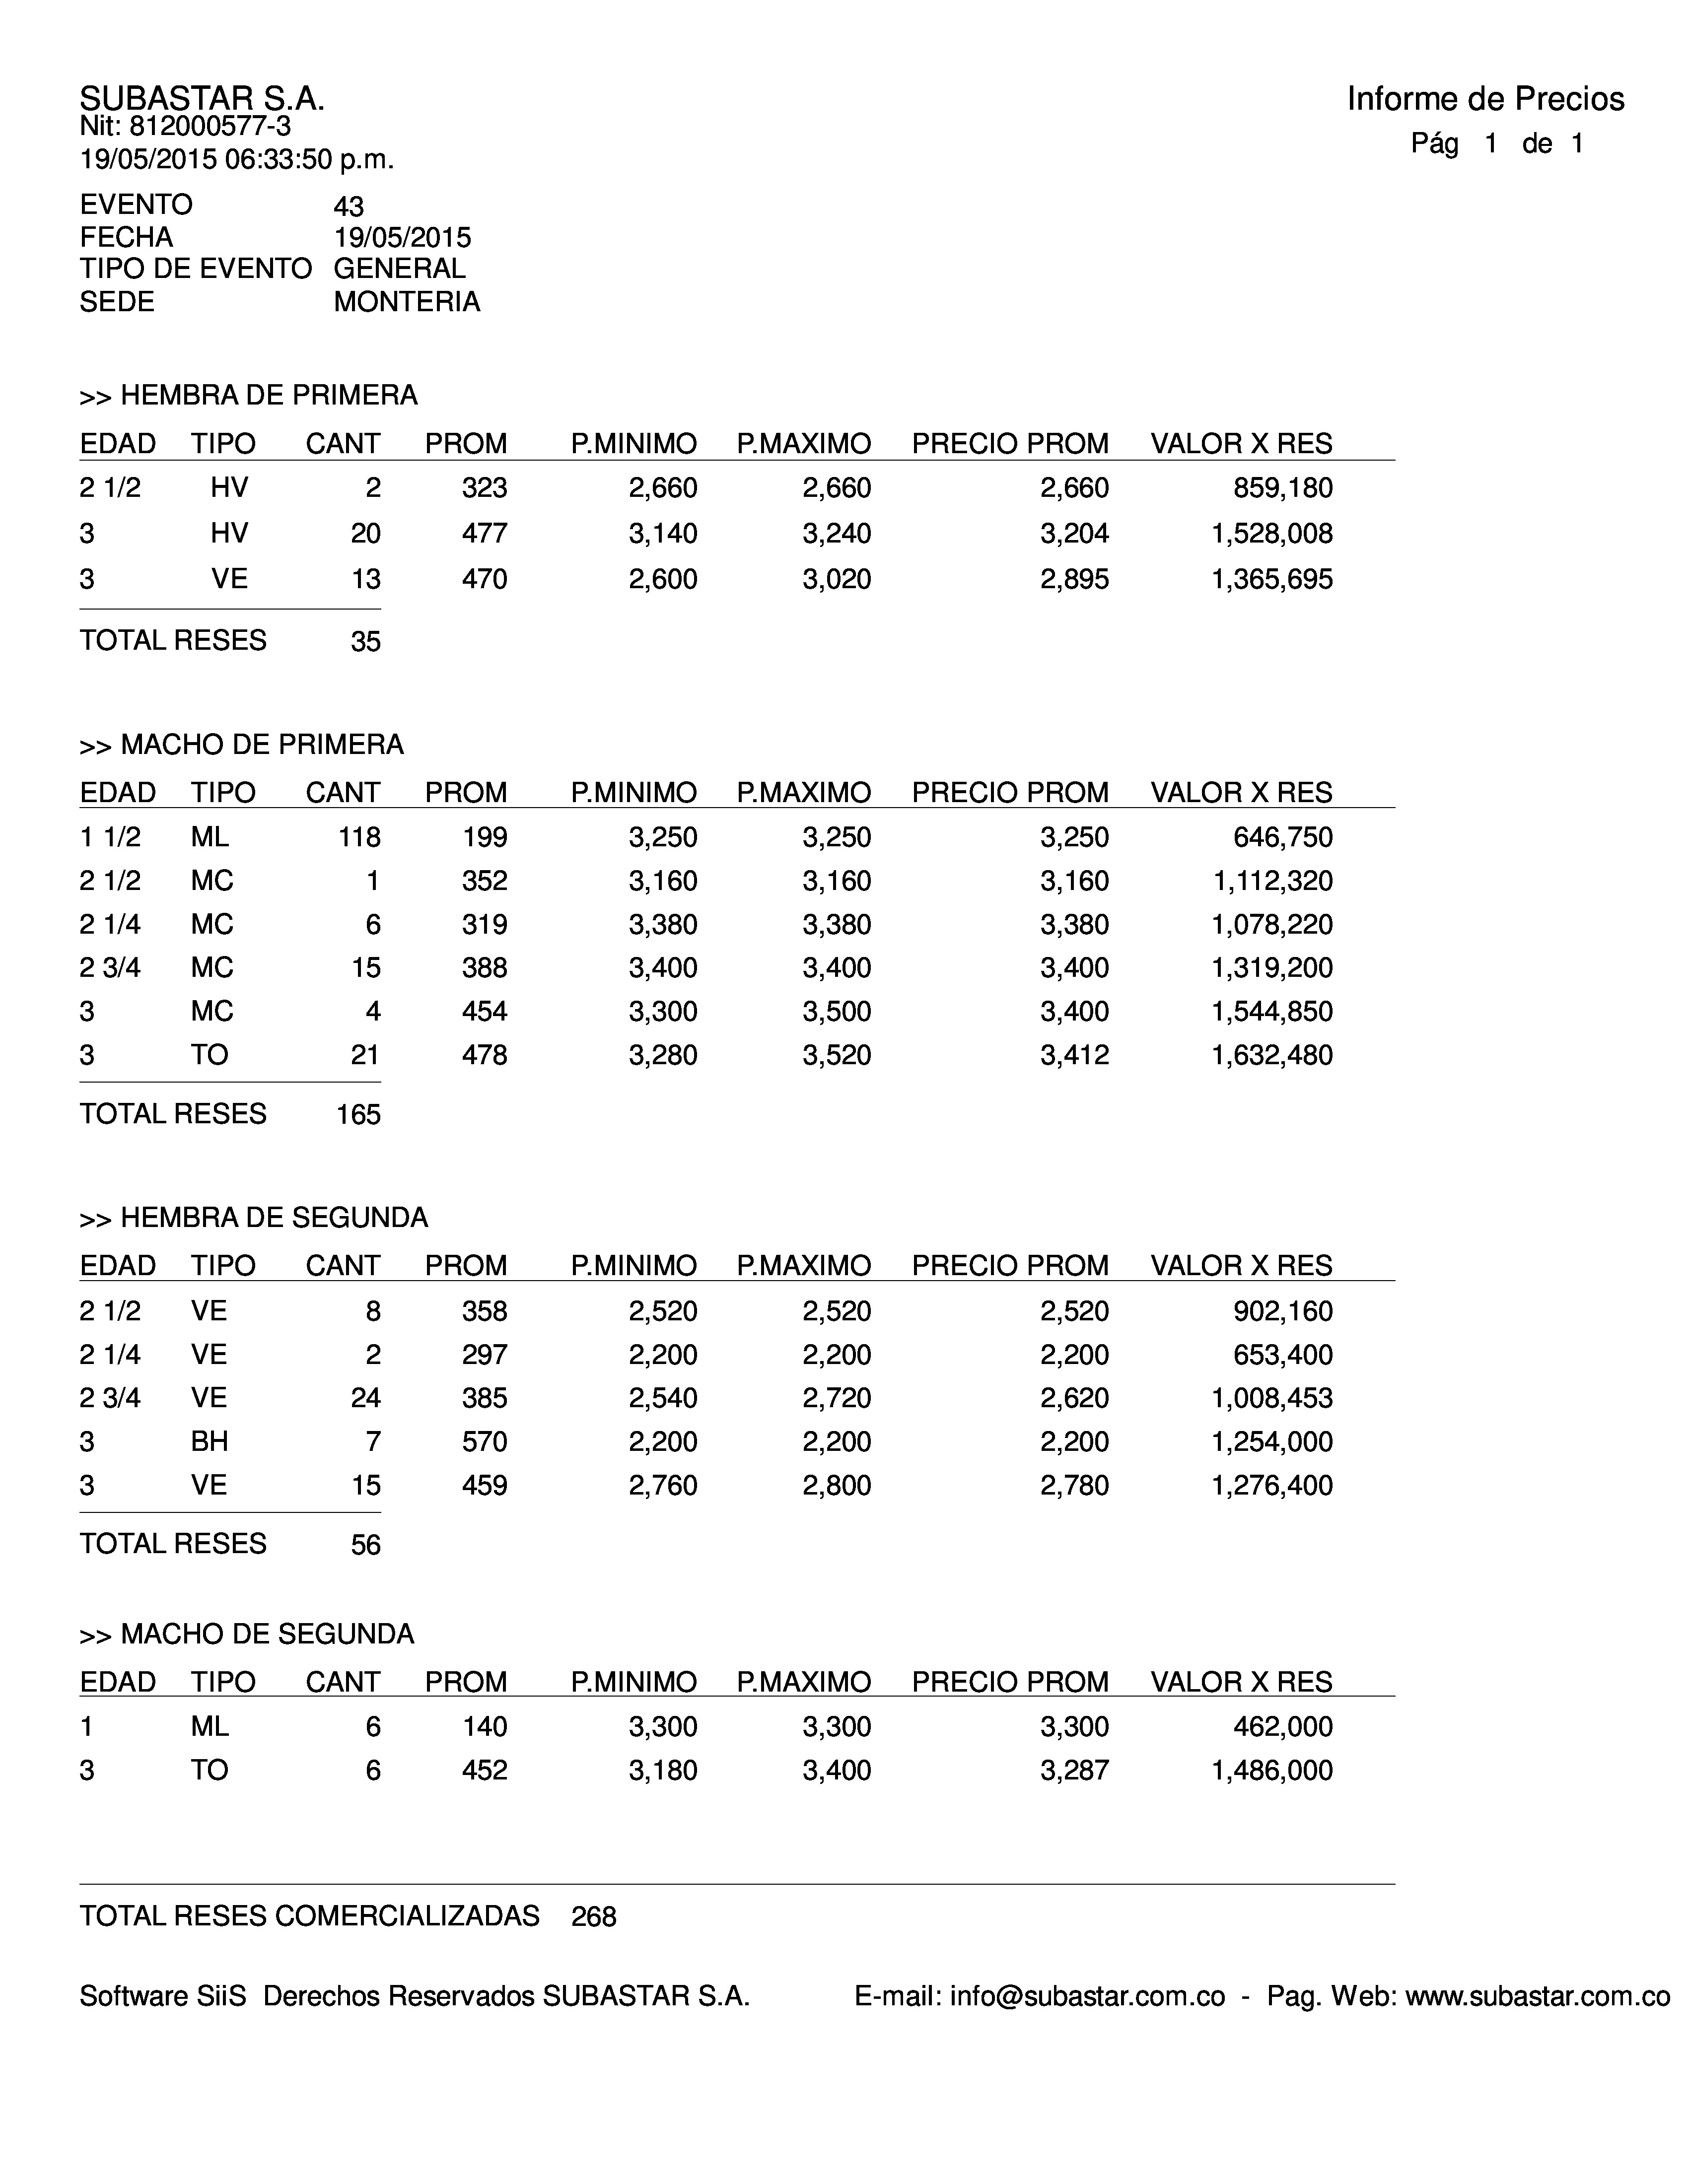 SUBASTAR S.A. Informe de Precios
Nit: 812000577-3
19/05/2015 06:33:50 p.m. Pág 1 de 1
EVENTO 43
FECHA 19/05/2015
TIPO DE EVENTO GENERAL
SEDE MONTERIA
>> HEMBRA DE PRIMERA
EDAD TIPO CANT PROM P.MINIMO P.MAXIMO PRECIO PROM VALOR X RES
2 1/2 HV 2 323 2,660 2,660 2,660 859,180
3 HV 20 477 3,140 3,240 3,204 1,528,008
3 VE 13 470 2,600 3,020 2,895 1,365,695
TOTAL RESES 35
>> MACHO DE PRIMERA
EDAD TIPO CANT PROM P.MINIMO P.MAXIMO PRECIO PROM VALOR X RES
1 1/2 ML 118 199 3,250 3,250 3,250 646,750
2 1/2 MC 1 352 3,160 3,160 3,160 1,112,320
2 1/4 MC 6 319 3,380 3,380 3,380 1,078,220
2 3/4 MC 15 388 3,400 3,400 3,400 1,319,200
3 MC 4 454 3,300 3,500 3,400 1,544,850
3 TO 21 478 3,280 3,520 3,412 1,632,480
TOTAL RESES 165
>> HEMBRA DE SEGUNDA
EDAD TIPO CANT PROM P.MINIMO P.MAXIMO PRECIO PROM VALOR X RES
2 1/2 VE 8 358 2,520 2,520 2,520 902,160
2 1/4 VE 2 297 2,200 2,200 2,200 653,400
2 3/4 VE 24 385 2,540 2,720 2,620 1,008,453
3 BH 7 570 2,200 2,200 2,200 1,254,000
3 VE 15 459 2,760 2,800 2,780 1,276,400
TOTAL RESES 56
>> MACHO DE SEGUNDA
EDAD TIPO CANT PROM P.MINIMO P.MAXIMO PRECIO PROM VALOR X RES
1 ML 6 140 3,300 3,300 3,300 462,000
3 TO 6 452 3,180 3,400 3,287 1,486,000
TOTAL RESES COMERCIALIZADAS 268
Software SiiS Derechos Reservados SUBASTAR S.A. E-mail: info@subastar.com.co - Pag. Web: www.subastar.com.co